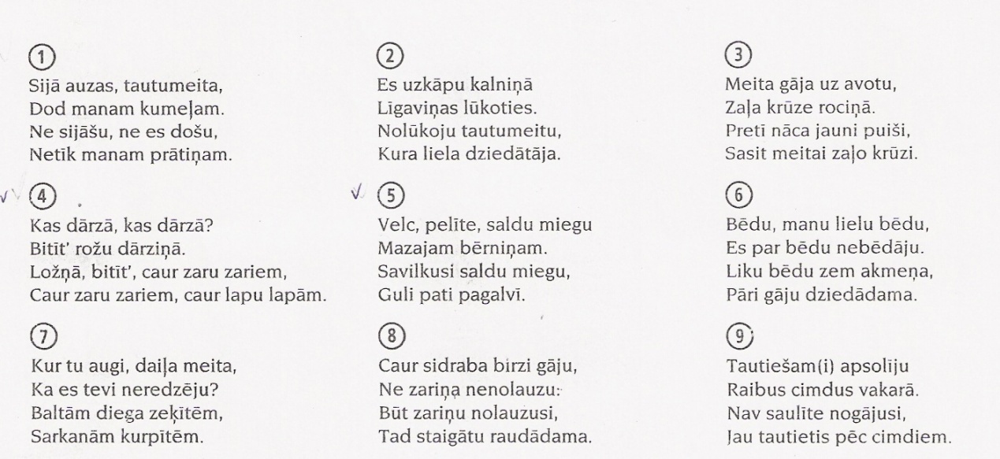 1
Sijā auzas, tautumeita,
Dod manam kumeļam.
Ne sijāšu, ne es došu,
Netīk manam prātiņam.
2
Es uzkāpu kalniņā
Līgaviņas lūkoties.
Nolūkoju tautumeitu,
Kura liela dziedātāja.
3
Meita gāja uz avotu,
Zaļa krūze rociņā.
Pretī nāca jauni puiši,
Sasit meitai zaļo krūzi.
4
Kas dārzā, kas dārzā?
Bitīt’ rožu dārziņā.
Ložņā, bitīt’, caur zaru zariem,
Caur zaru zariem, caur lapu lapām.
5
Velc, pelīte, saldu miegu
Mazajam bērniņam.
Savilkusi saldu miegu,
Guli pati pagalvī.
6
Bēdu, manu lielu bēdu,
Es par bēdu nebēdāju.
Liku bēdu zem akmeņa,
Pāri gāju dziedādama.
7
Kur tu augi, daiļa meita,
Ka es tevi neredzēju?
Baltām diega zeķītēm,
Sarkanām kurpītēm.
8
Caur sidraba birzi gāju,
Ne zariņa nenolauzu:
Būt zariņu nolauzusi,
Tad staigātu raudādama.
9
Tautiešam(i) apsolīju
Raibus cimdus vakarā.
Nav saulīte nogājusi,
Jau tautietis pēc cimdiem.